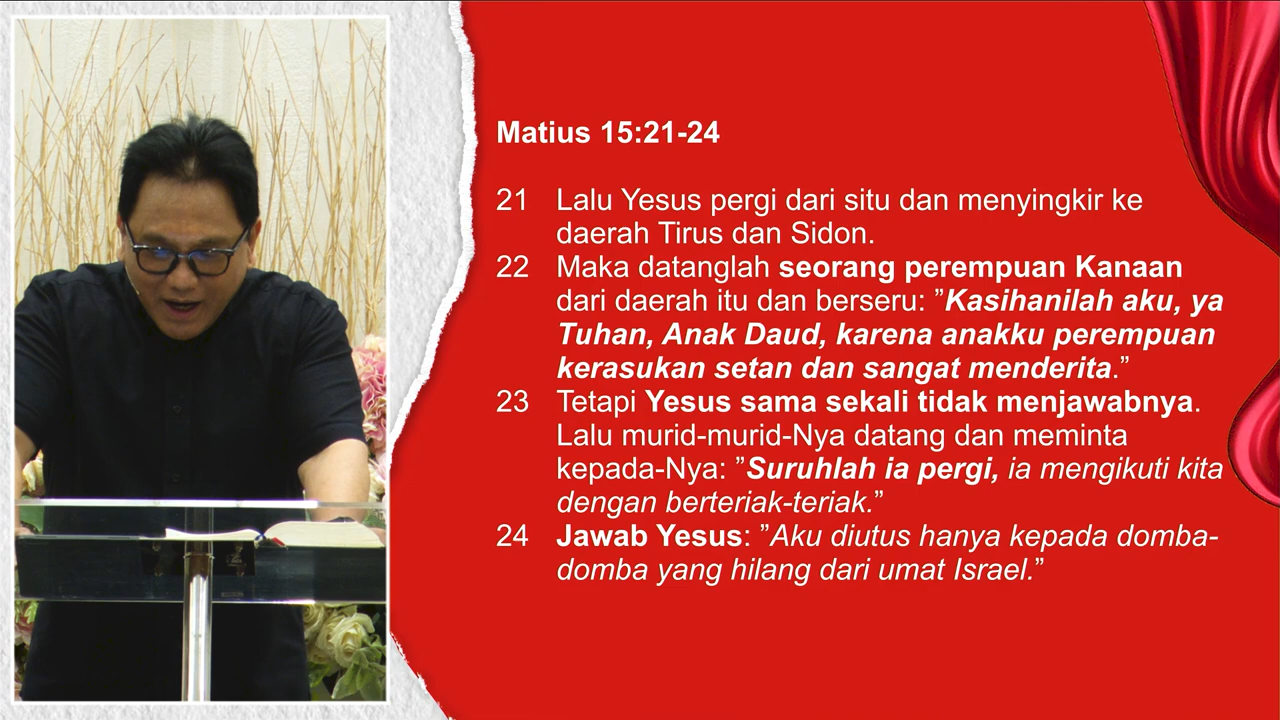 Matius 15:21-24
21 Lalu Yesus pergi dari situ dan menyingkir ke
daerah Tirus dan Sidon.
22 Maka datanglah seorang perempuan Kanaan
dari daerah itu dan berseru: ”Kasihanilah aku, ya
Tuhan, Anak Daud, karena anakku perempuan
kerasukan setan dan sangat menderita.”
23 Tetapi Yesus sama sekali tidak menjawabnya.
Lalu murid-murid-Nya datang dan meminta
kepada-Nya: ”Suruhlah ia pergi, ia mengikuti kita
dengan berteriak-teriak.”
24 Jawab Yesus: ”Aku diutus hanya kepada domba-
domba yang hilang dari umat Israel.”